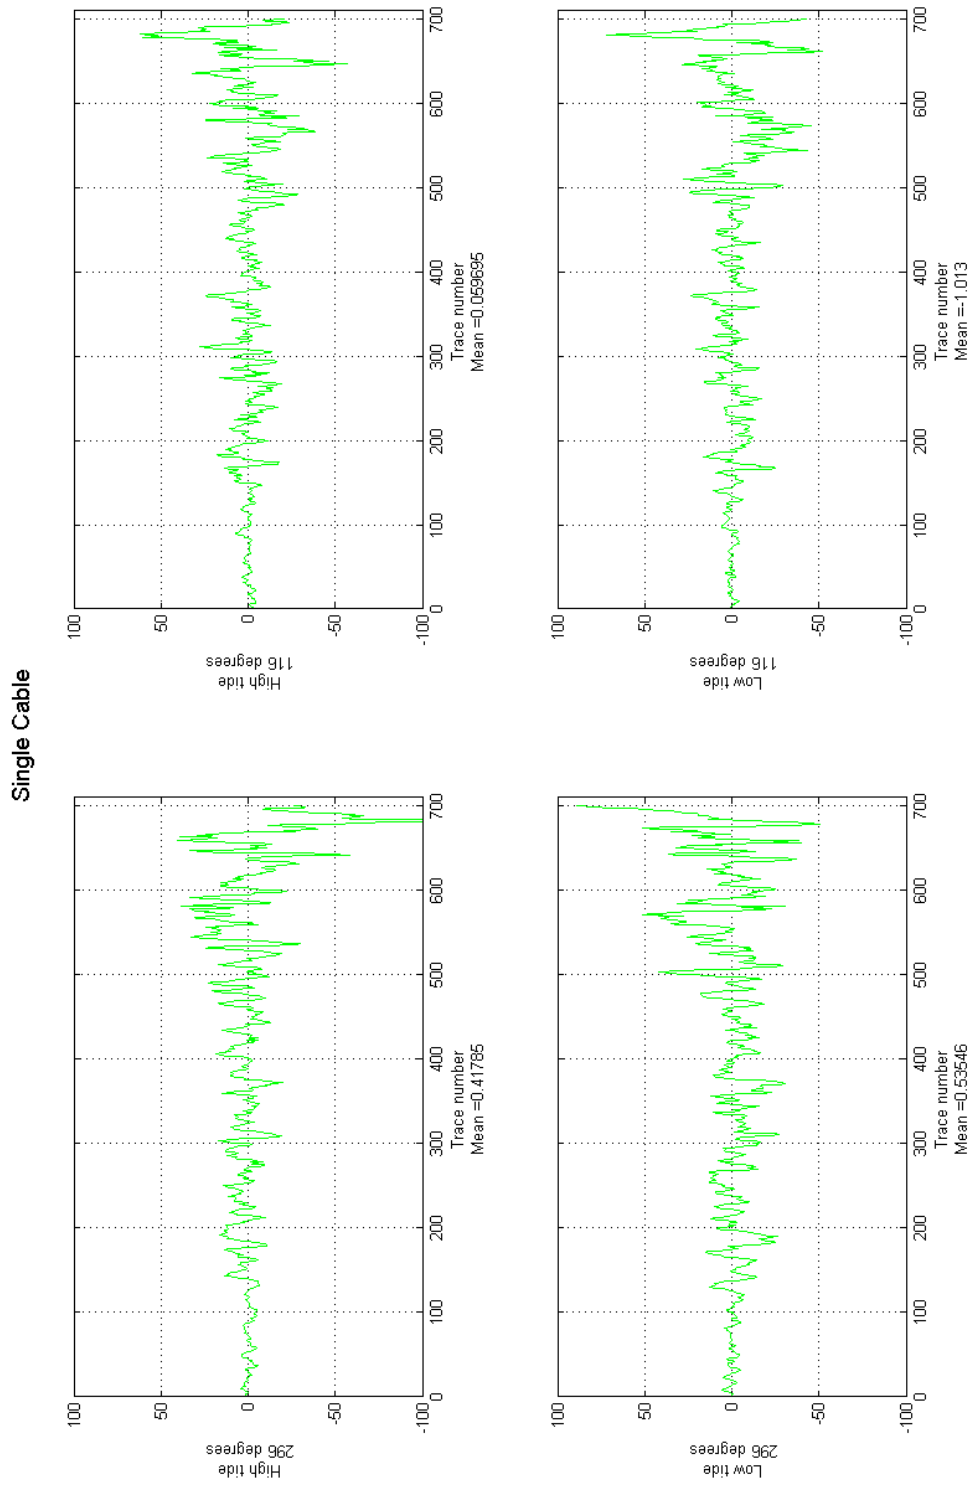 Single Cable
100
50
0
-50
-100
High tide
296 degrees
0 100 200 300 400 500 600 700
Trace number
Mean =0.41785
100
50
0
-50
-100
High tide
116 degrees
0 100 200 300 400 500 600 700
Trace number
Mean =0.059695
100
50
0
-50
-100
Low tide
296 degrees
0 100 200 300 400 500 600 700
Trace number
Mean =0.53546
100
50
0
-50
-100
Low tide
116 degrees
0 100 200 300 400 500 600 700
Trace number
Mean =-1.013